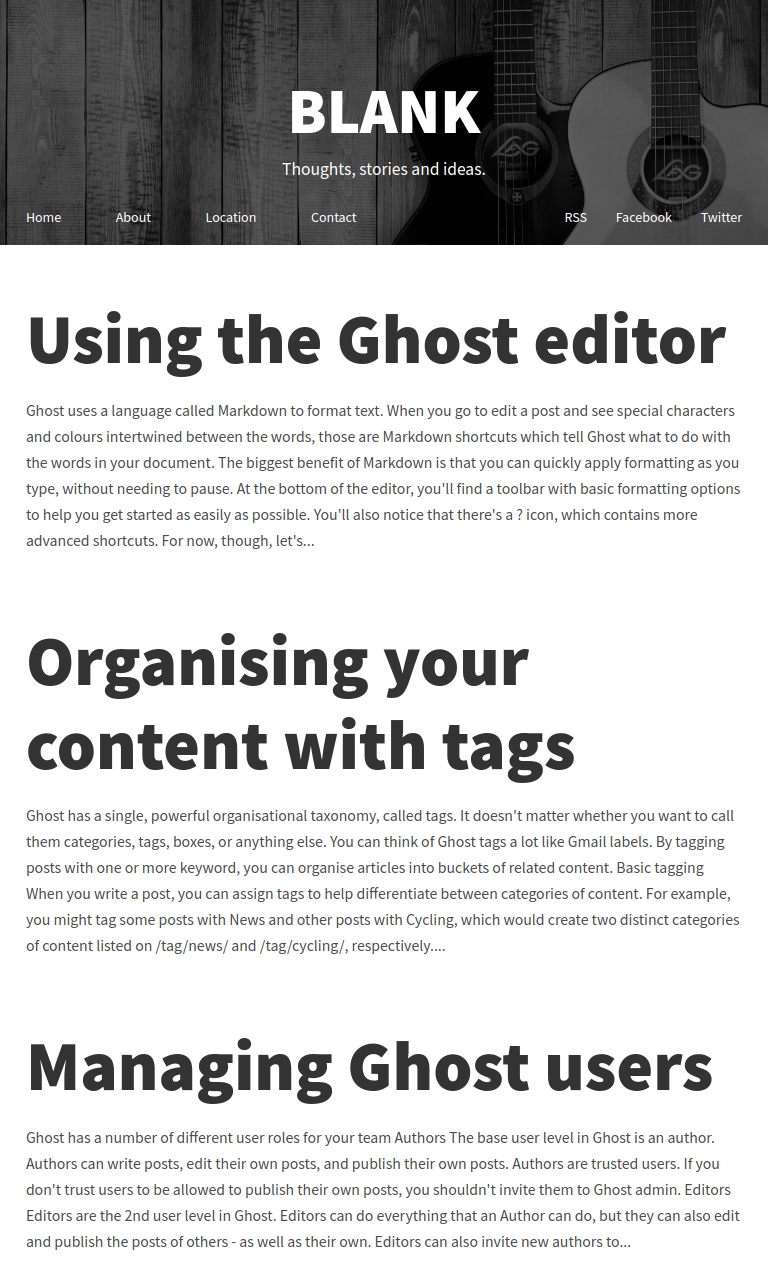 BLANK
Thoughts, stories and ideas.
Home About Location Contact RSS Facebook Twitter
Using the Ghost editor
Ghost uses a language called Markdown to format text. When you go to edit a post and see special characters
and colours intertwined between the words, those are Markdown shortcuts which tell Ghost what to do with
the words in your document. The biggest benefit of Markdown is that you can quickly apply formatting as you
type, without needing to pause. At the bottom of the editor, you'll find a toolbar with basic formatting options
to help you get started as easily as possible. You'll also notice that there's a ? icon, which contains more
advanced shortcuts. For now, though, let's...
Organising your
content with tags
Ghost has a single, powerful organisational taxonomy, called tags. It doesn't matter whether you want to call
them categories, tags, boxes, or anything else. You can think of Ghost tags a lot like Gmail labels. By tagging
posts with one or more keyword, you can organise articles into buckets of related content. Basic tagging
When you write a post, you can assign tags to help differentiate between categories of content. For example,
you might tag some posts with News and other posts with Cycling, which would create two distinct categories
of content listed on /tag/news/ and /tag/cycling/, respectively....
Managing Ghost users
Ghost has a number of different user roles for your team Authors The base user level in Ghost is an author.
Authors can write posts, edit their own posts, and publish their own posts. Authors are trusted users. If you
don't trust users to be allowed to publish their own posts, you shouldn't invite them to Ghost admin. Editors
Editors are the 2nd user level in Ghost. Editors can do everything that an Author can do, but they can also edit
and publish the posts of others - as well as their own. Editors can also invite new authors to...